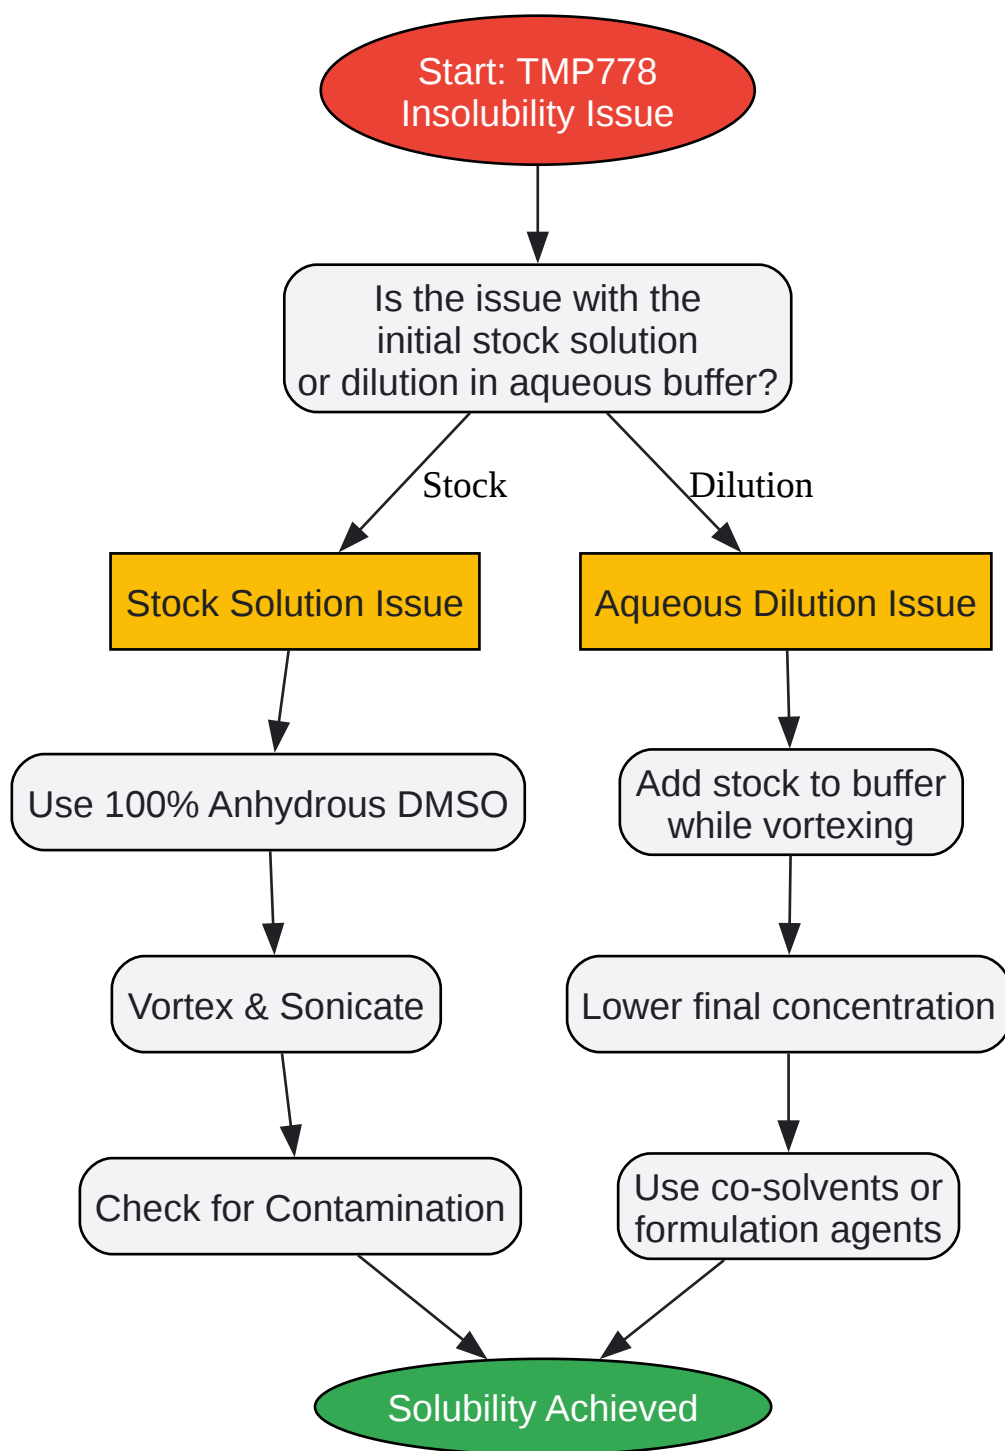 Start: TMP778
Insolubility Issue
Is the issue with the
initial stock solution
or dilution in aqueous buffer?
Stock
Dilution
Stock Solution Issue
Aqueous Dilution Issue
Use 100% Anhydrous DMSO
Add stock to buffer
while vortexing
Vortex & Sonicate
Lower final concentration
Check for Contamination
Use co-solvents or
formulation agents
Solubility Achieved